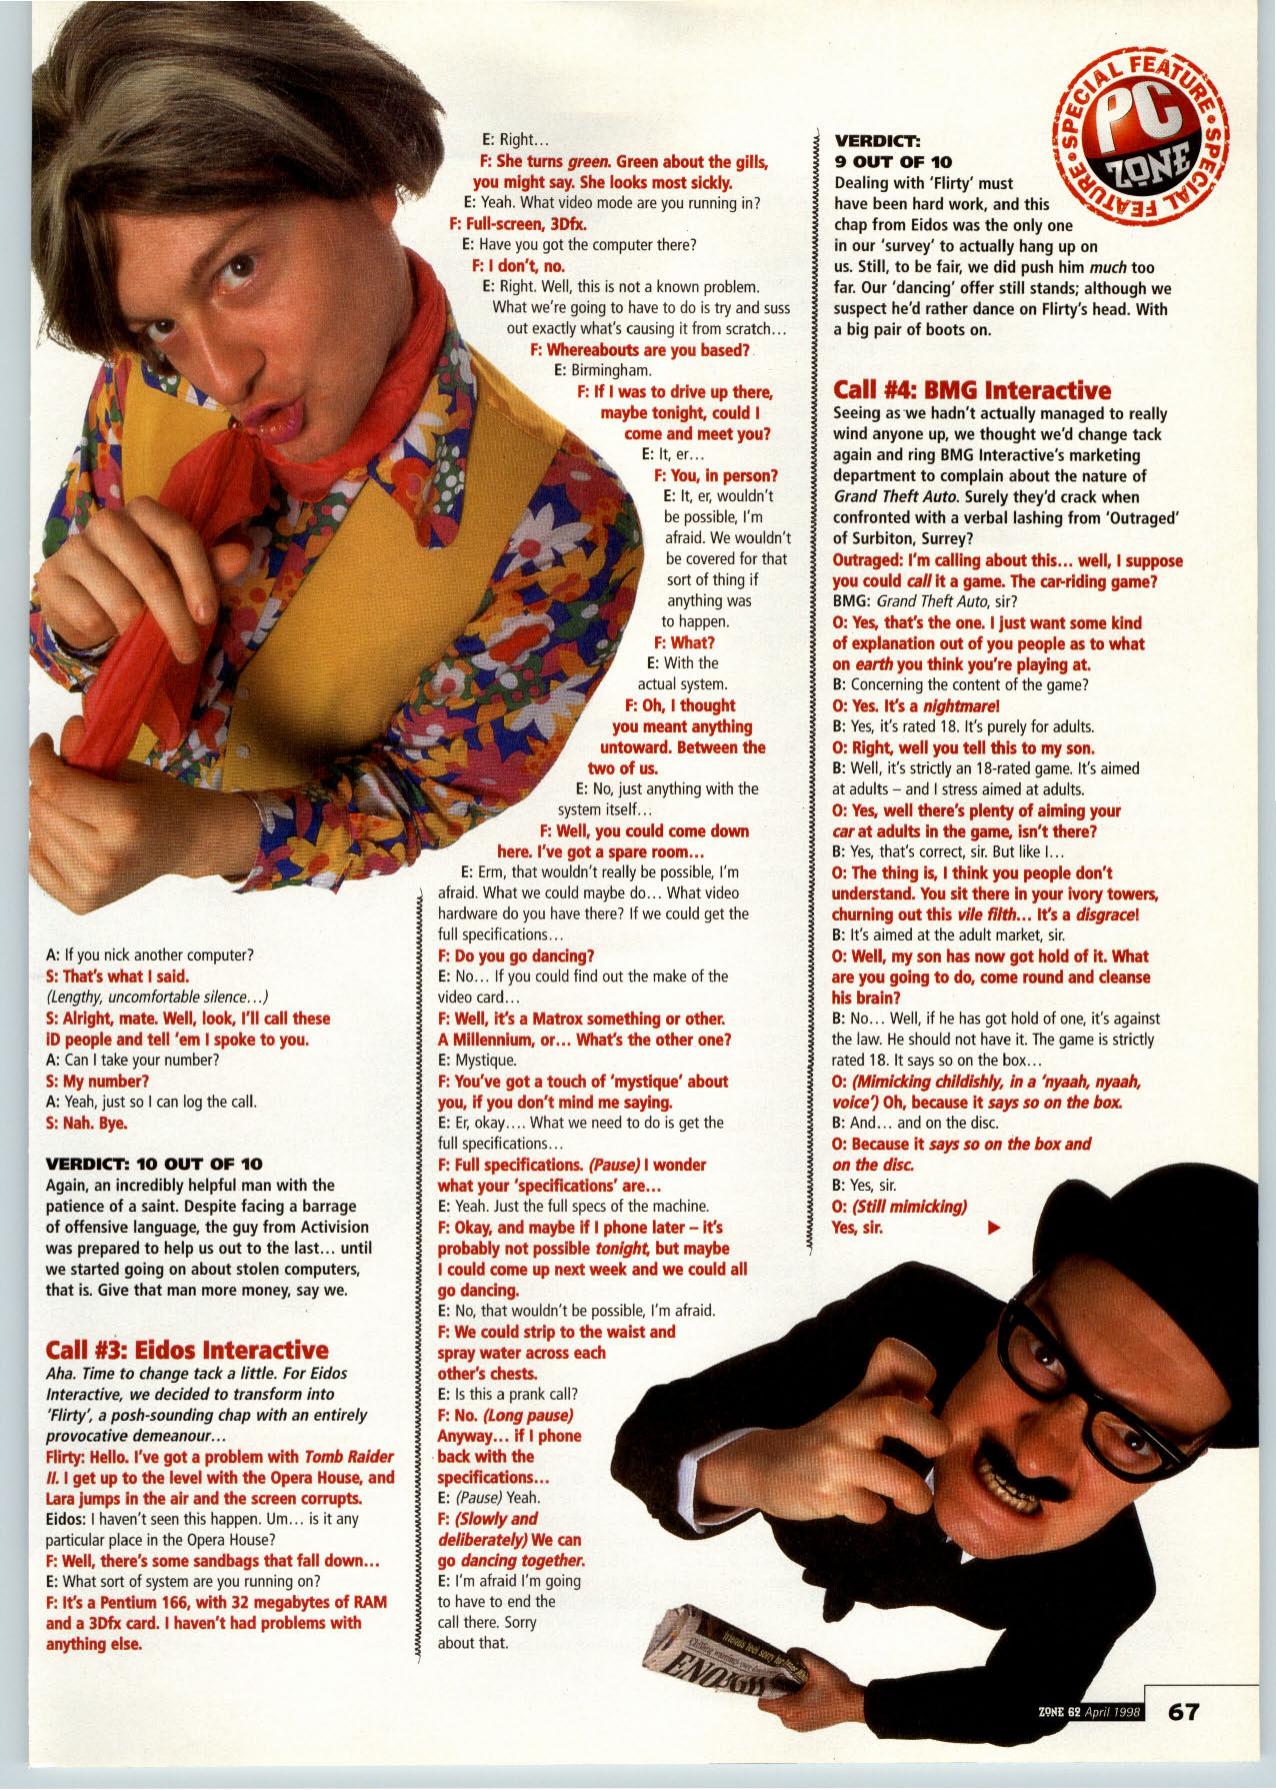 A: If you nick another computer?
S: That's what I said.
(Lengthy, uncomfortable silence...)
S: Alright, mate. Well, look, I'll call these
iD people and tell 'em I spoke to you.
A: Can I take your number?
S: My number?
A: Yeah, just so I can log the call.
S: Nah. Bye.
VERDICT: 10 OUT OF 10
Again, an incredibly helpful man with the
patience of a saint. Despite facing a barrage
of offensive language, the guy from Activision
was prepared to help us out to the last... until
we started going on about stolen computers,
that is. Give that man more money, say we.
Call #3: Eidos Interactive
Aha. Time to change tack a little. For Eidos
Interactive, we decided to transform into
'Flirty', a posh-sounding chap with an entirely
provocative demeanour...
Flirty: Hello. I've got a problem with Tomb Raider
II. I get up to the level with the Opera House, and
Lara jumps in the air and the screen corrupts.
Eidos: I haven't seen this happen. Um... is it any
particular place in the Opera House?
F: Well, there's some sandbags that fall down...
E: What sort of system are you running on?
F: It's a Pentium 166, with 32 megabytes of RAM
and a 3Dfx card. I haven't had problems with
anything else.
E: Right...
F: She turns green. Green about the gills,
you might say. She looks most sickly.
E: Yeah. What video mode are you running in?
F: Full-screen, 3Dfx.
E: Have you got the computer there?
F: I don't, no.
E: Right. Well, this is not a known problem.
What we're going to have to do is try and suss
out exactly what's causing it from scratch...
F: Whereabouts are you based?
E: Birmingham.
F: If I was to drive up there,
maybe tonight, could I
come and meet you?
E: It, er...
F: You, in person?
E: It, er, wouldn't
be possible, I'm
afraid. We wouldn't
be covered for that
sort of thing if
anything was
to happen.
F: What?
E: With the
actual system.
F: Oh, I thought
you meant anything
untoward. Between the
two of us.
E: No, just anything with the
system itself...
F: Well, you could come down
here. I've got a spare room...
E: Erm, that wouldn't really be possible, I'm
afraid. What we could maybe do... What video
hardware do you have there? If we could get the
full specifications...
F: Do you go dancing?
E: No... If you could find out the make of the
video card...
F: Well, it's a Matrox something or other.
A Millennium, or... What's the other one?
E: Mystique.
F: You've got a touch of 'mystique' about
you, if you don't mind me saying.
E: Er, okay.... What we need to do is get the
full specifications...
F: Full specifications. (Pause) I wonder
what your 'specifications' are...
E: Yeah. Just the full specs of the machine.
F: Okay, and maybe if I phone later – it's
probably not possible tonight, but maybe
I could come up next week and we could all
go dancing.
E: No, that wouldn't be possible, I'm afraid.
F: We could strip to the waist and
spray water across each
other's chests.
E: Is this a prank call?
F: No. (Long pause)
Anyway... if I phone
back with the
specifications...
E: (Pause) Yeah.
F: (Slowly and
deliberately) We can
go dancing together.
E: I'm afraid I'm going
to have to end the
call there. Sorry
about that.
SPECIAL FEATURE • SPECIAL FEATURE •
PC
ZONE
VERDICT:
9 OUT OF 10
Dealing with 'Flirty' must
have been hard work, and this
chap from Eidos was the only one
in our 'survey' to actually hang up on
us. Still, to be fair, we did push him much too
far. Our 'dancing' offer still stands; although we
suspect he'd rather dance on Flirty's head. With
a big pair of boots on.
Call #4: BMG Interactive
Seeing as we hadn't actually managed to really
wind anyone up, we thought we'd change tack
again and ring BMG Interactive's marketing
department to complain about the nature of
Grand Theft Auto. Surely they'd crack when
confronted with a verbal lashing from 'Outraged'
of Surbiton, Surrey?
Outraged: I'm calling about this... well, I suppose
you could call it a game. The car-riding game?
BMG: Grand Theft Auto, sir?
O: Yes, that's the one. I just want some kind
of explanation out of you people as to what
on earth you think you're playing at.
B: Concerning the content of the game?
O: Yes. It's a nightmare!
B: Yes, it's rated 18. It's purely for adults.
O: Right, well you tell this to my son.
B: Well, it's strictly an 18-rated game. It's aimed
at adults – and I stress aimed at adults.
O: Yes, well there's plenty of aiming your
car at adults in the game, isn't there?
B: Yes, that's correct, sir. But like I...
O: The thing is, I think you people don't
understand. You sit there in your ivory towers,
churning out this vile filth... It's a disgrace!
B: It's aimed at the adult market, sir.
O: Well, my son has now got hold of it. What
are you going to do, come round and cleanse
his brain?
B: No... Well, if he has got hold of one, it's against
the law. He should not have it. The game is strictly
rated 18. It says so on the box...
O: (Mimicking childishly, in a 'nyaah, nyaah,
voice') Oh, because it says so on the box.
B: And... and on the disc.
O: Because it says so on the box and
on the disc.
B: Yes, sir.
O: (Still mimicking)
Yes, sir.
ENOUGH
ZONE 62 April 1998 67